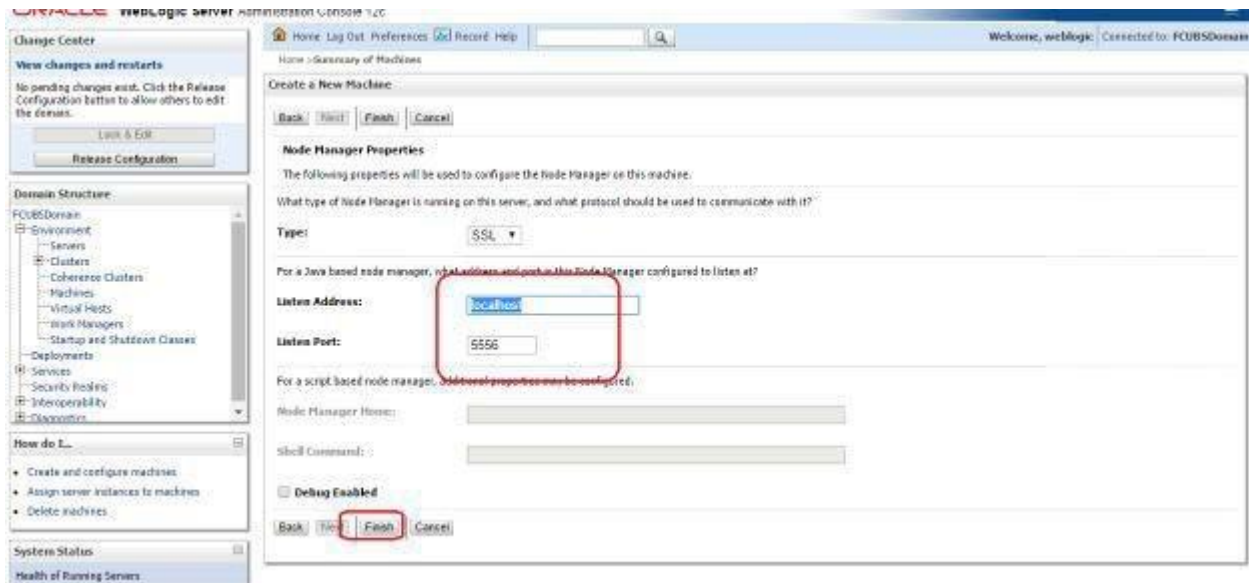 ORACLE WebLogic Server Administration Console 12c
Change Center
View changes and restarts
No pending changes exist. Click the Release
Configuration button to allow others to edit
the domain.
Lock & Edit
Release Configuration
Domain Structure
FCUBSDomain
Environment
Servers
Clusters
Coherence Clusters
Machines
Virtual Hosts
Work Managers
Startup and Shutdown Classes
Deployments
Services
Security Realms
Interoperability
Diagnostics
How do I...
Create and configure machines
Assign server instances to machines
Delete machines
System Status
Health of Running Servers
Home Log Out Preferences Record Help
Welcome, weblogic Connected to: FCUBSDomain
Home >Summary of Machines
Create a New Machine
Back Next Finish Cancel
Node Manager Properties
The following properties will be used to configure the Node Manager on this machine.
What type of Node Manager is running on this server, and what protocol should be used to communicate with it?
Type: SSL
For a Java based node manager, what address and port is this Node Manager configured to listen at?
Listen Address: localhost
Listen Port: 5556
For a script based node manager, additional properties may be configured.
Node Manager Home:
Shell Command:
Debug Enabled
Back Next Finish Cancel